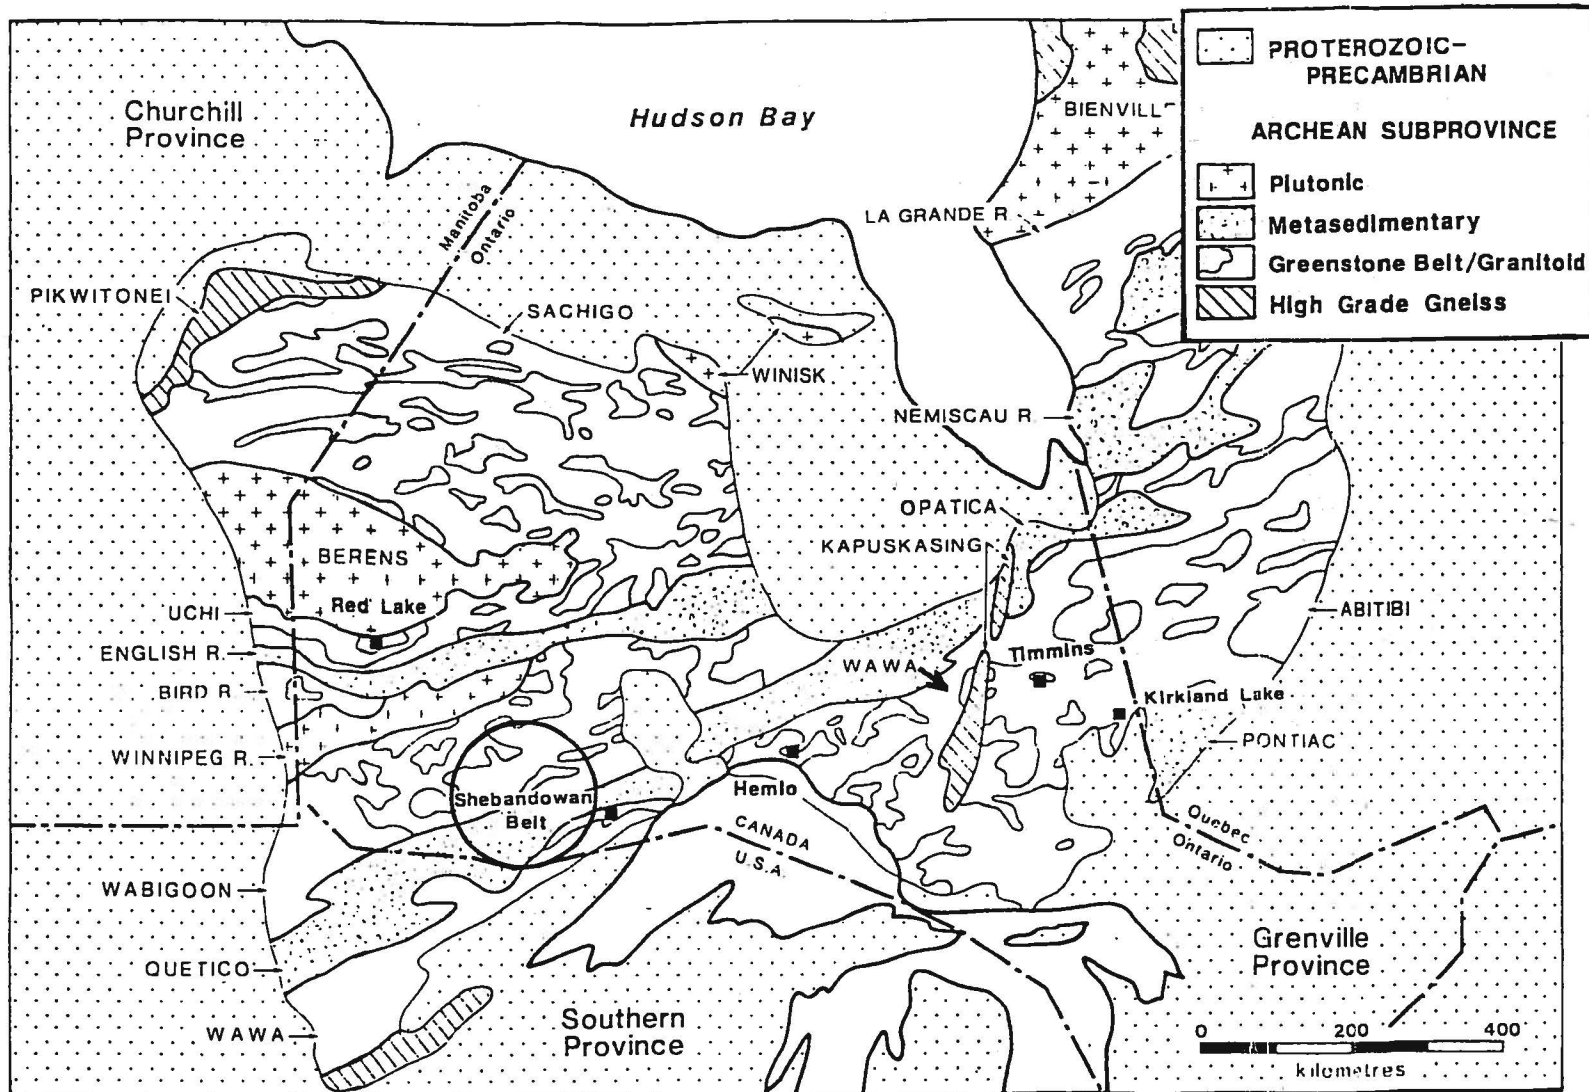 PROTEROZOIC-
PRECAMBRIAN
ARCHEAN SUBPROVINCE
Plutonic
Metasedimentary
Greenstone Belt/Granitoid
High Grade Gneiss
Churchill
Province
Hudson Bay
BIENVILL
Manitoba
Ontario
LA GRANDE R.
PIKWITONEI
SACHIGO
WINISK
NEMISCAU R.
OPATICA
KAPUSKASING
BERENS
Red Lake
UCHI
ABITIBI
ENGLISH R.
WAWA
Timmins
BIRD R.
Kirkland Lake
WINNIPEG R.
PONTIAC
Shebandowan
Belt
Hemlo
CANADA
U.S.A.
Quebec
Ontario
WABIGOON
QUETICO
Grenville
Province
WAWA
Southern
Province
0 200 400
kilometres